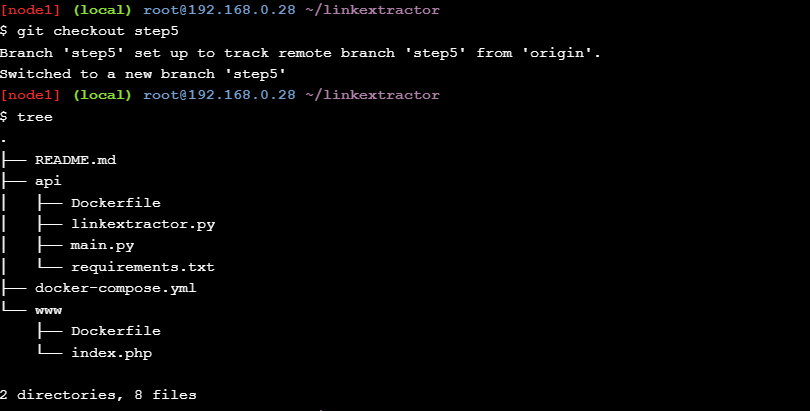 [node1] (local) root@192.168.0.28 ~/linkextractor
$ git checkout step5
Branch 'step5' set up to track remote branch 'step5' from 'origin'.
Switched to a new branch 'step5'
[node1] (local) root@192.168.0.28 ~/linkextractor
$ tree
.
├── README.md
├── api
│   ├── Dockerfile
│   ├── linkextractor.py
│   ├── main.py
│   └── requirements.txt
├── docker-compose.yml
└── www
    ├── Dockerfile
    └── index.php

2 directories, 8 files